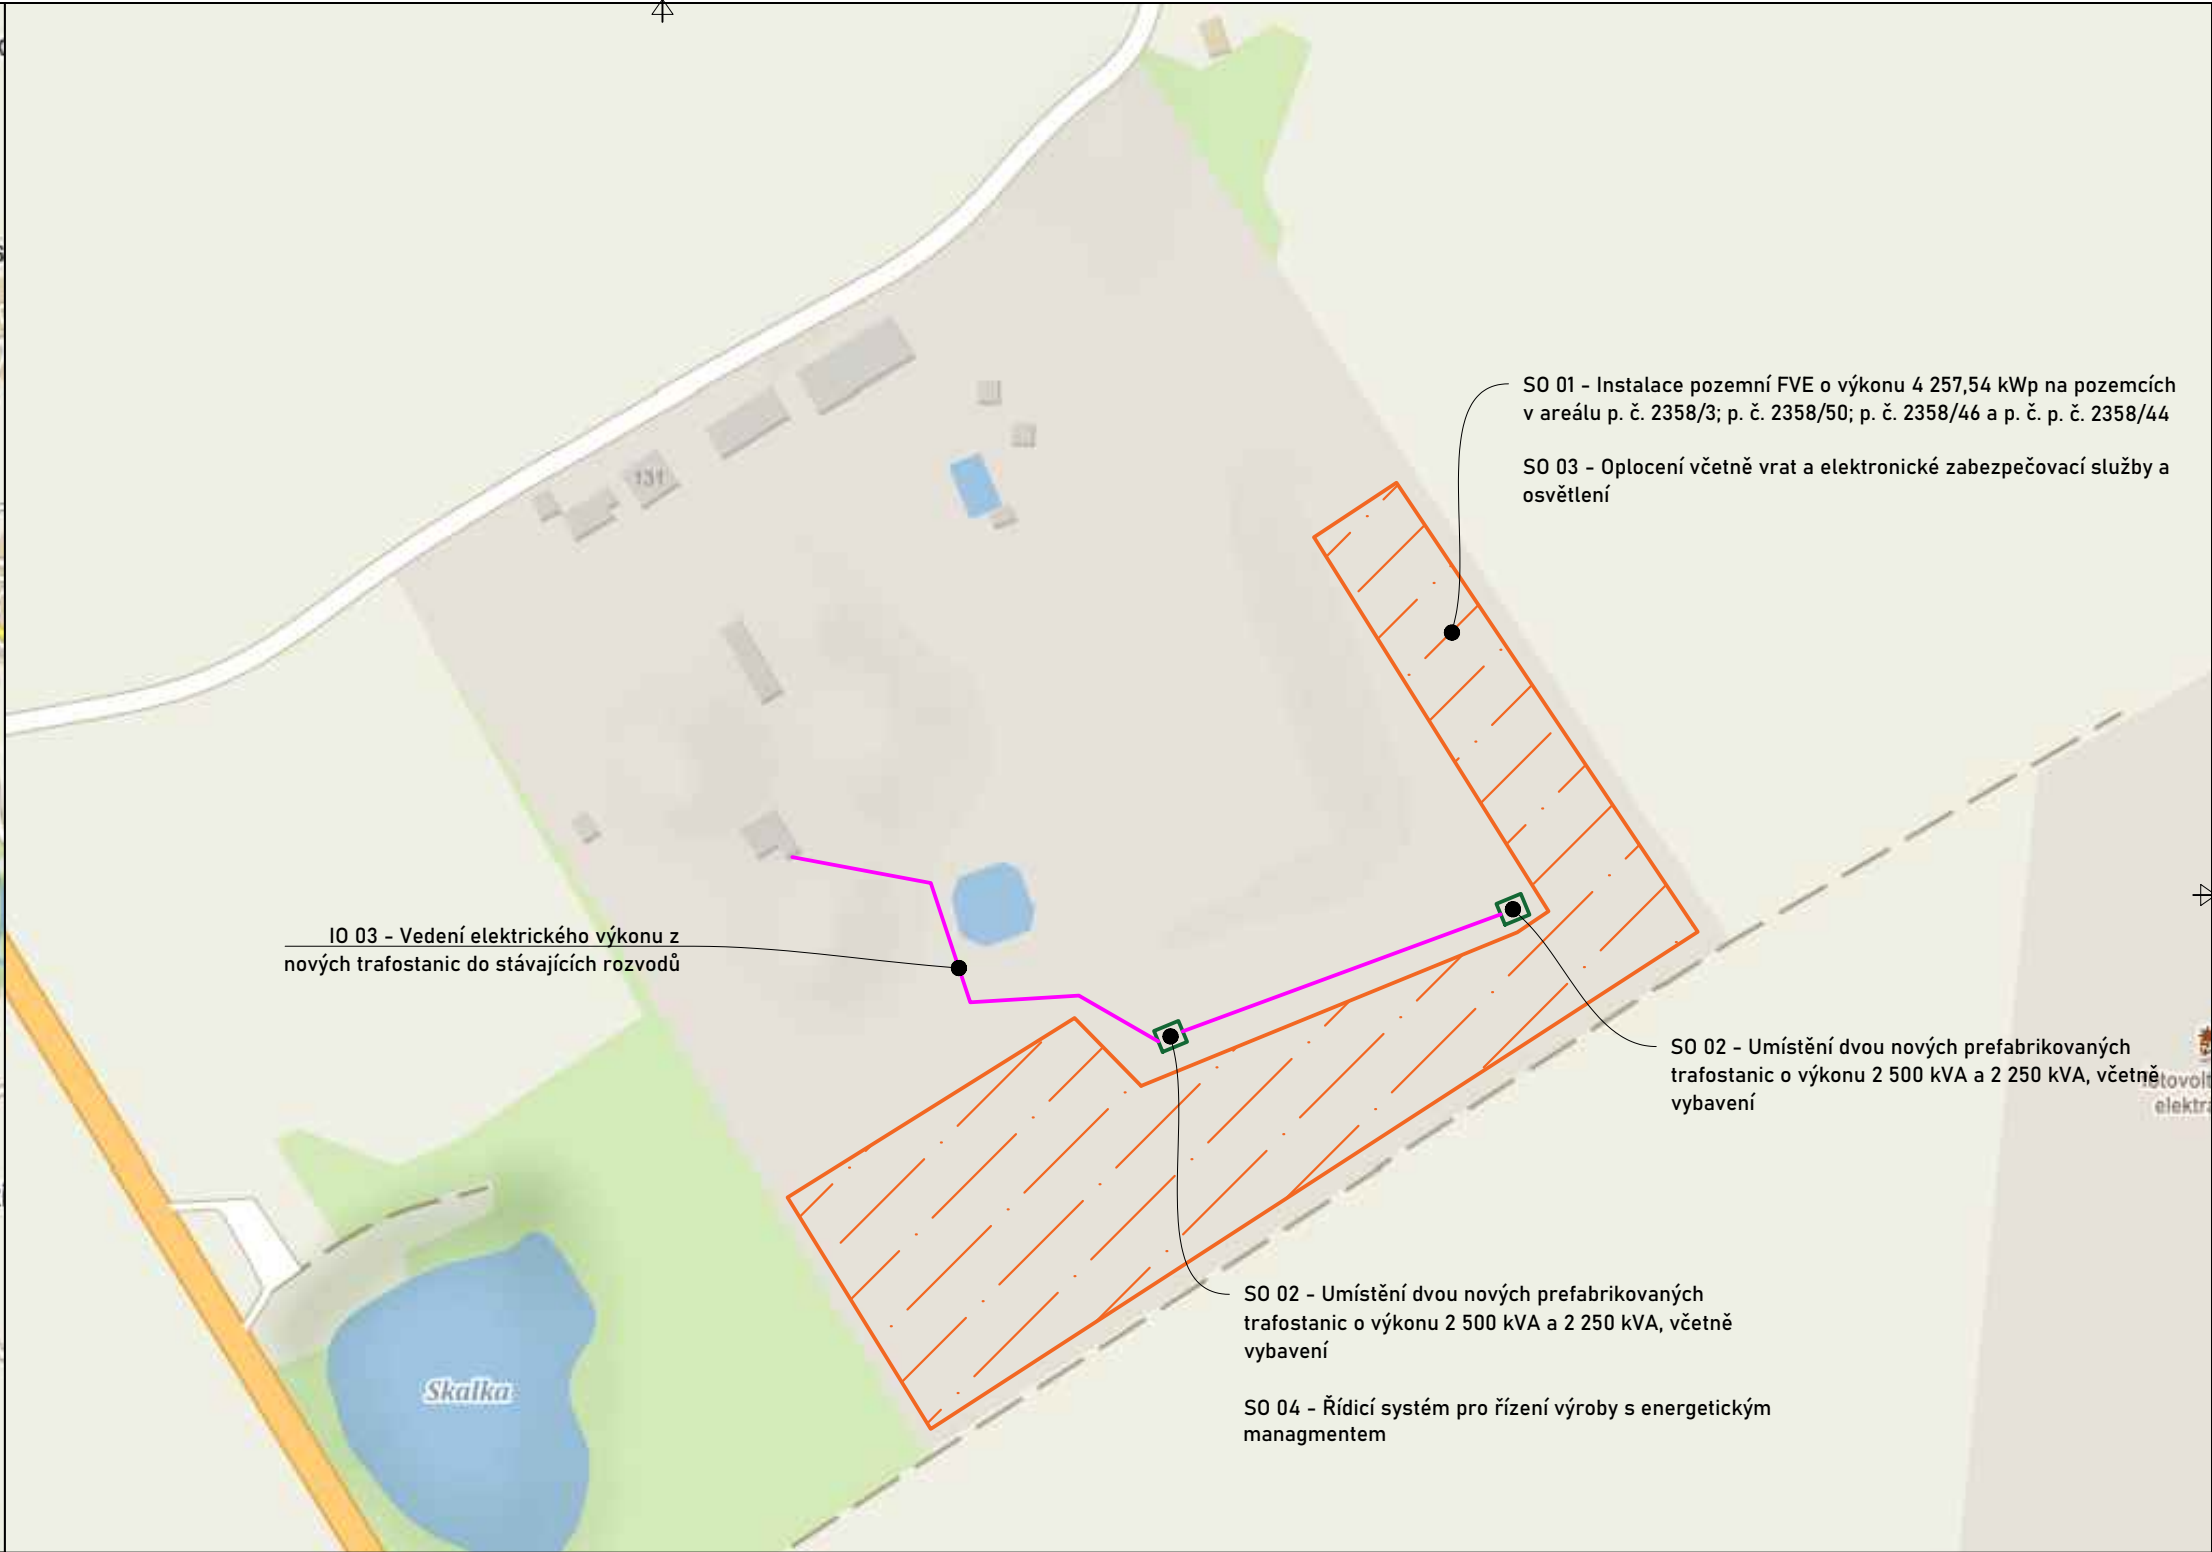 SO 01 - Instalace pozemní FVE o výkonu 4 257,54 kWp na pozemcích
v areálu p. č. 2358/3; p. č. 2358/50; p. č. 2358/46 a p. č. p. č. 2358/44
SO 03 - Oplocení včetně vrat a elektronické zabezpečovací služby a
osvětlení
131
IO 03 - Vedení elektrického výkonu z
nových trafostanic do stávajících rozvodů
SO 02 - Umístění dvou nových prefabrikovaných
trafostanic o výkonu 2 500 kVA a 2 250 kVA, včetně
vybavení
SO 02 - Umístění dvou nových prefabrikovaných
trafostanic o výkonu 2 500 kVA a 2 250 kVA, včetně
vybavení
SO 04 - Řídicí systém pro řízení výroby s energetickým
managmentem
Skalka